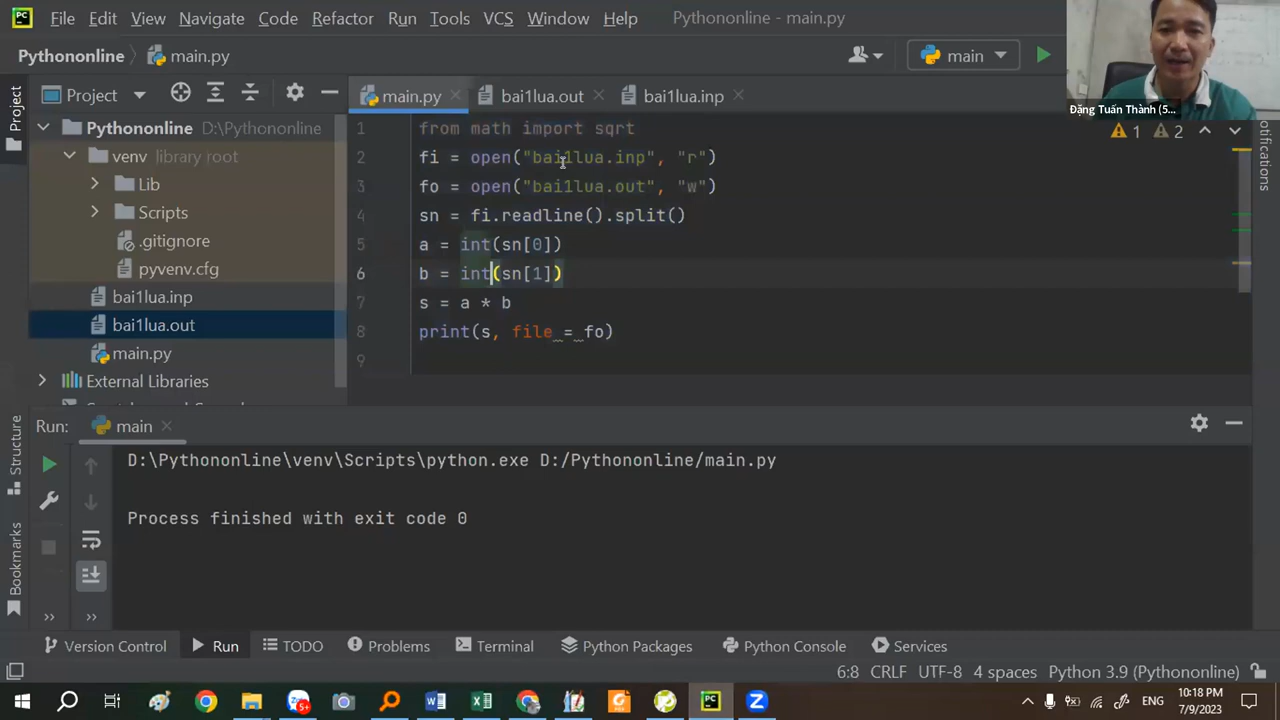 File Edit View Navigate Code Refactor Run Tools VCS Window Help Pythononline - main.py
Pythononline main.py main
Đặng Tuấn Thành (5...
Project main.py bai1lua.out bai1lua.inp
Project
Pythononline D:\Pythononline
venv library root
Lib
Scripts
.gitignore
pyvenv.cfg
bai1lua.inp
bai1lua.out
main.py
External Libraries
1 from math import sqrt
2 fi = open("bai1lua.inp", "r")
3 fo = open("bai1lua.out", "w")
4 sn = fi.readline().split()
5 a = int(sn[0])
6 b = int(sn[1])
7 s = a * b
8 print(s, file = fo)
9
1 2
Run: main
D:\Pythononline\venv\Scripts\python.exe D:/Pythononline/main.py
Process finished with exit code 0
Structure
Bookmarks
Version Control Run TODO Problems Terminal Python Packages Python Console Services
6:8 CRLF UTF-8 4 spaces Python 3.9 (Pythononline)
ENG
10:18 PM
7/9/2023